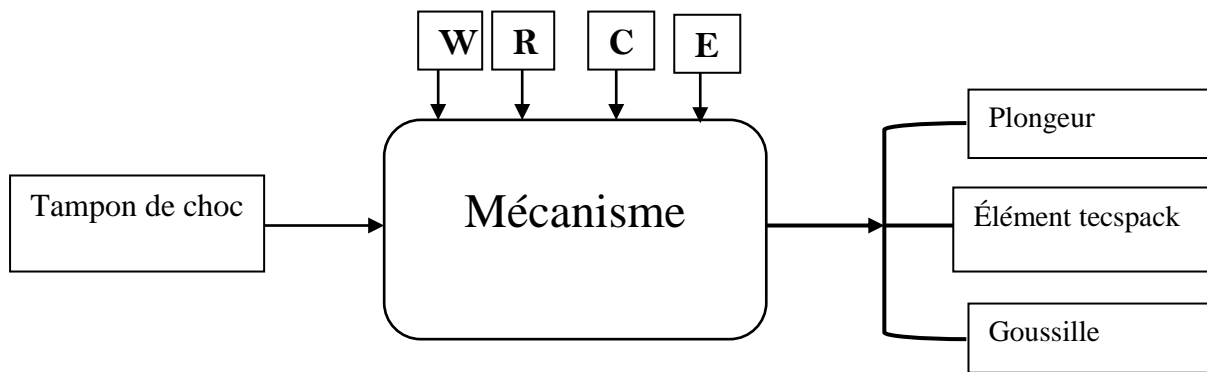 W R C E
Plongeur
Tampon de choc
Mécanisme
Élément tecspack
Goussille